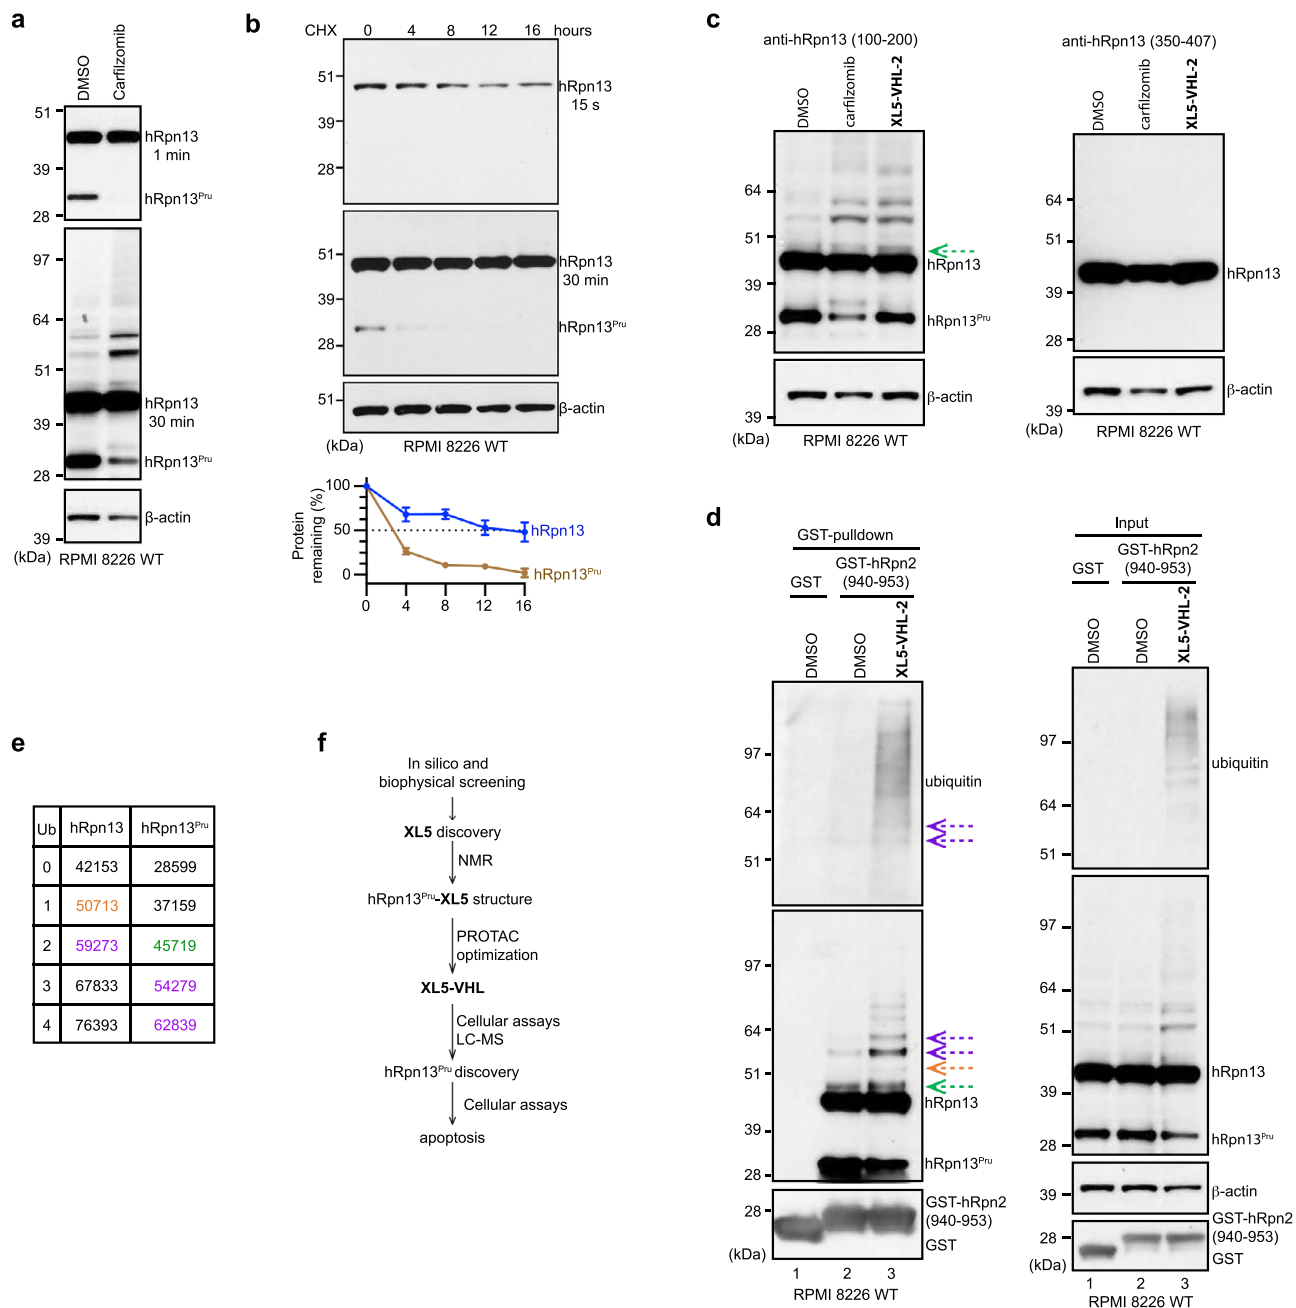 a
DMSO
Carfilzomib
51
hRpn13
1 min
39
hRpn13Pru
28
97
64
51
hRpn13
30 min
39
hRpn13Pru
28
β-actin
39
(kDa) RPMI 8226 WT
b
CHX 0 4 8 12 16 hours
51
hRpn13
15 s
39
28
51
hRpn13
30 min
39
hRpn13Pru
28
51
β-actin
(kDa) RPMI 8226 WT
Protein
remaining (%)
100
50
0
hRpn13
hRpn13Pru
0 4 8 12 16
c
anti-hRpn13 (100-200)
DMSO
carfilzomib
XL5-VHL-2
64
51
hRpn13
39
hRpn13Pru
28
β-actin
39
(kDa) RPMI 8226 WT
anti-hRpn13 (350-407)
DMSO
carfilzomib
XL5-VHL-2
64
51
hRpn13
39
28
β-actin
39
(kDa) RPMI 8226 WT
d
GST-pulldown
GST-hRpn2
GST (940-953)
DMSO
DMSO
XL5-VHL-2
97
ubiquitin
64
51
97
64
51
hRpn13
39
hRpn13Pru
28
28
GST-hRpn2
(940-953)
GST
(kDa)
1 2 3
RPMI 8226 WT
Input
GST-hRpn2
GST (940-953)
DMSO
DMSO
XL5-VHL-2
97
ubiquitin
64
51
97
64
51
hRpn13
39
hRpn13Pru
28
β-actin
39
GST-hRpn2
28
(940-953)
GST
(kDa)
1 2 3
RPMI 8226 WT
e
Ub hRpn13 hRpn13Pru
0 42153 28599
1 50713 37159
2 59273 45719
3 67833 54279
4 76393 62839
f
In silico and
biophysical screening
XL5 discovery
NMR
hRpn13Pru-XL5 structure
PROTAC
optimization
XL5-VHL
Cellular assays
LC-MS
hRpn13Pru discovery
Cellular assays
apoptosis